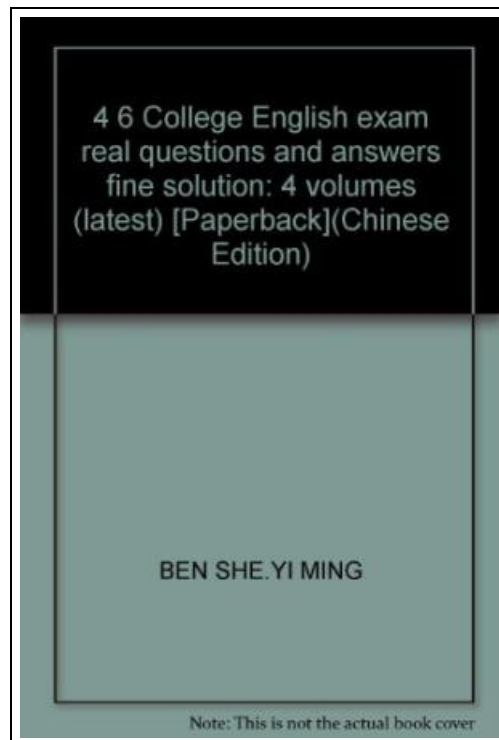 4 6 College English exam
real questions and answers
fine solution: 4 volumes
(latest) [Paperback](Chinese
Edition)
BEN SHE.YI MING
Note: This is not the actual book cover